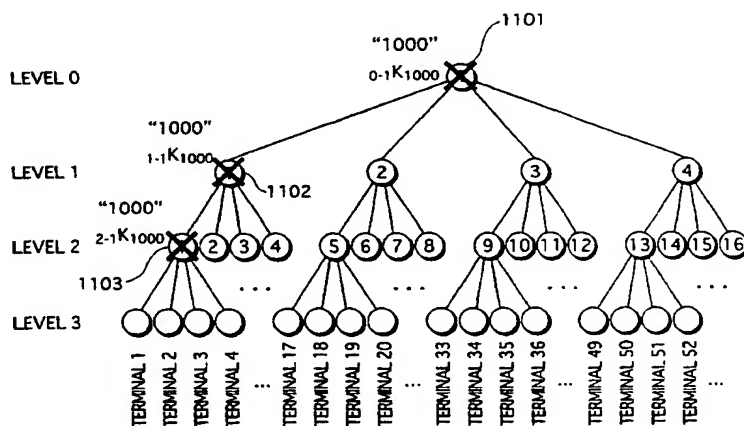 1101
"1000"
LEVEL 0
0-1K1000
"1000"
1-1K1000
LEVEL 1
2
3
4
1102
"1000"
2-1K1000
LEVEL 2
2 3 4 5 6 7 8 9 10 11 12 13 14 15 16
1103
... ... ... ...
LEVEL 3
TERMINAL 1
TERMINAL 2
TERMINAL 3
TERMINAL 4
...
TERMINAL 17
TERMINAL 18
TERMINAL 19
TERMINAL 20
...
TERMINAL 33
TERMINAL 34
TERMINAL 35
TERMINAL 36
...
TERMINAL 49
TERMINAL 50
TERMINAL 51
TERMINAL 52
...